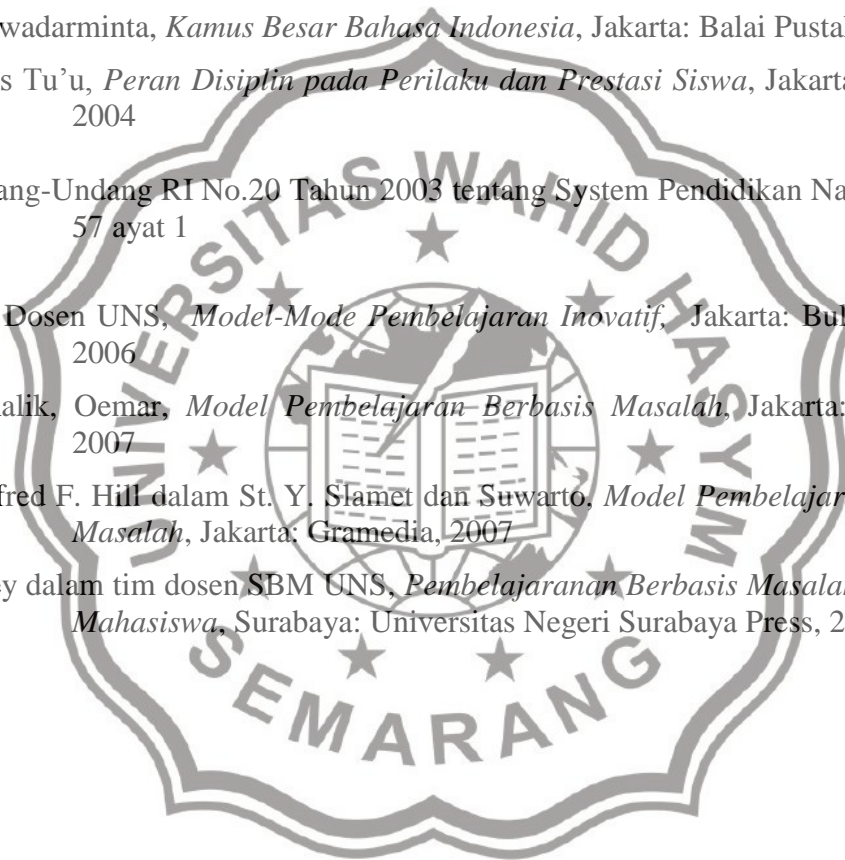 wadarminta, Kamus Besar Bahasa Indonesia, Jakarta: Balai Pusta
s Tu’u, Peran Disiplin pada Perilaku dan Prestasi Siswa, Jakarta
2004
ang-Undang RI No.20 Tahun 2003 tentang System Pendidikan Na
57 ayat 1
Dosen UNS, Model-Mode Pembelajaran Inovatif, Jakarta: Bu
2006
alik, Oemar, Model Pembelajaran Berbasis Masalah, Jakarta:
2007
fred F. Hill dalam St. Y. Slamet dan Suwarto, Model Pembelajar
Masalah, Jakarta: Gramedia, 2007
y dalam tim dosen SBM UNS, Pembelajaranan Berbasis Masala
Mahasiswa, Surabaya: Universitas Negeri Surabaya Press, 2
UNIVERSITAS WAHID HASYIM
SEMARANG